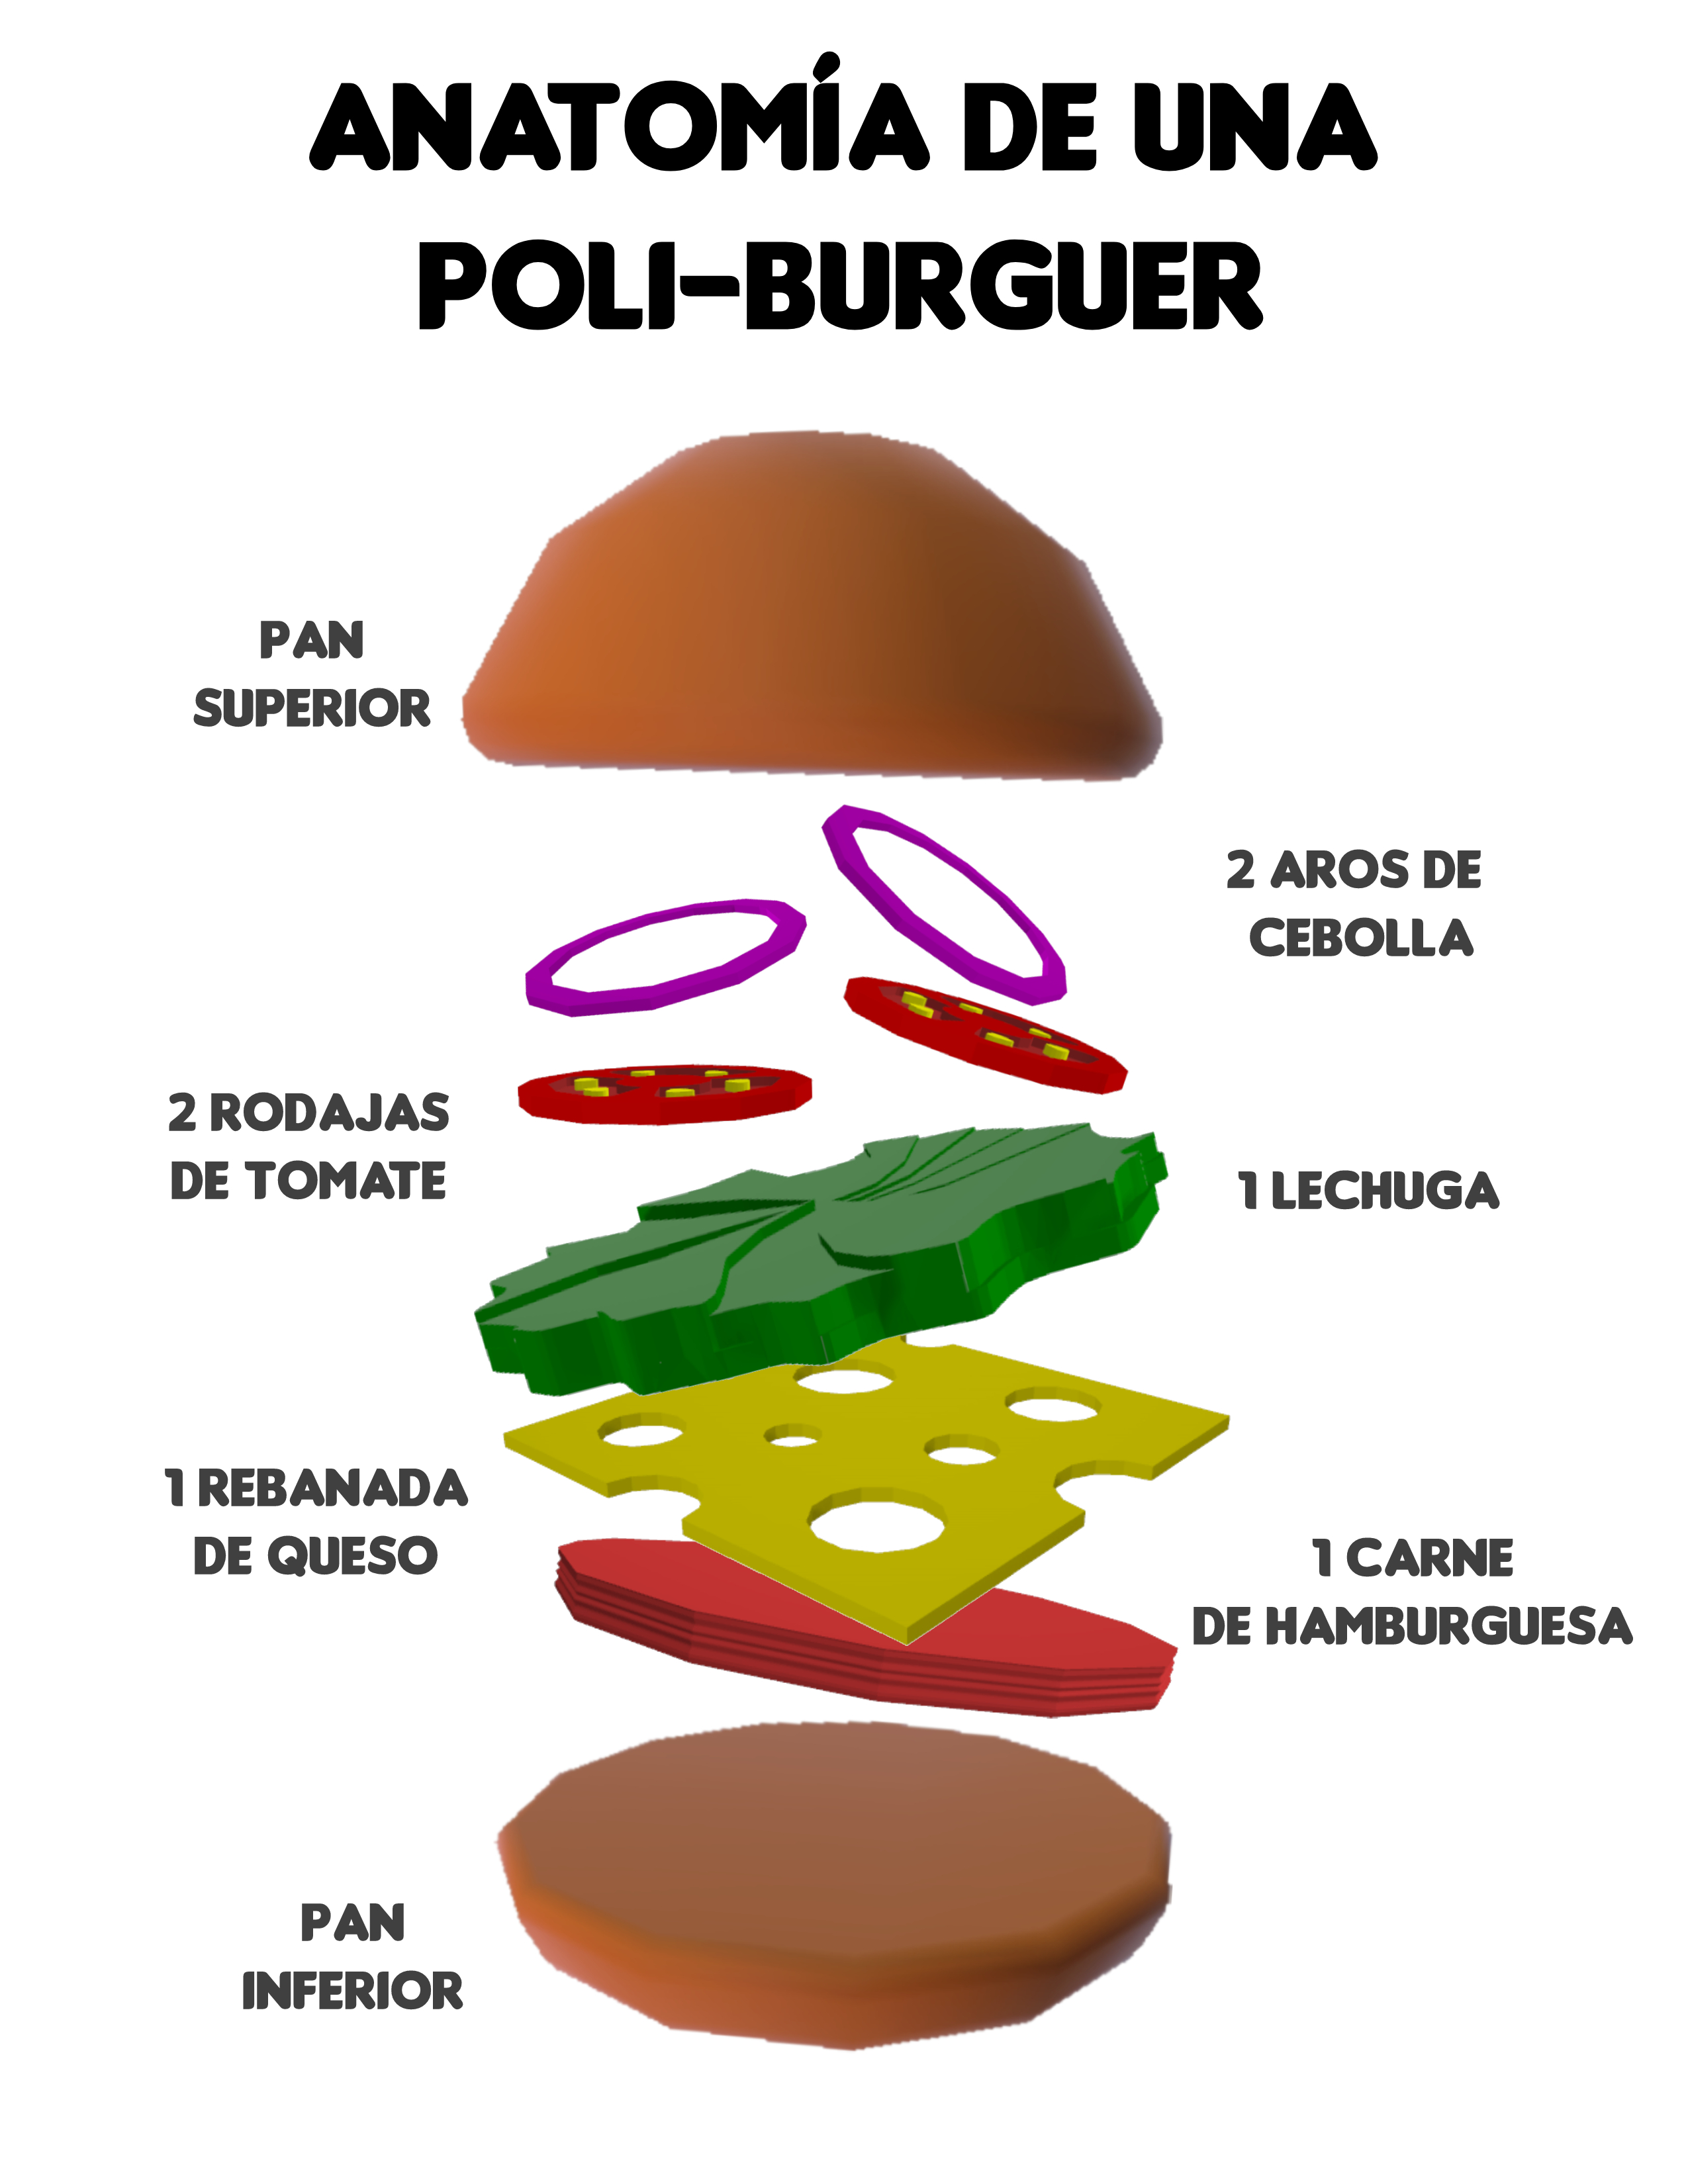 ANATOMÍA DE UNA
POLI-BURGUER
PAN
SUPERIOR
2 AROS DE
CEBOLLA
2 RODAJAS
DE TOMATE
1 LECHUGA
1 REBANADA
DE QUESO
1 CARNE
DE HAMBURGUESA
PAN
INFERIOR